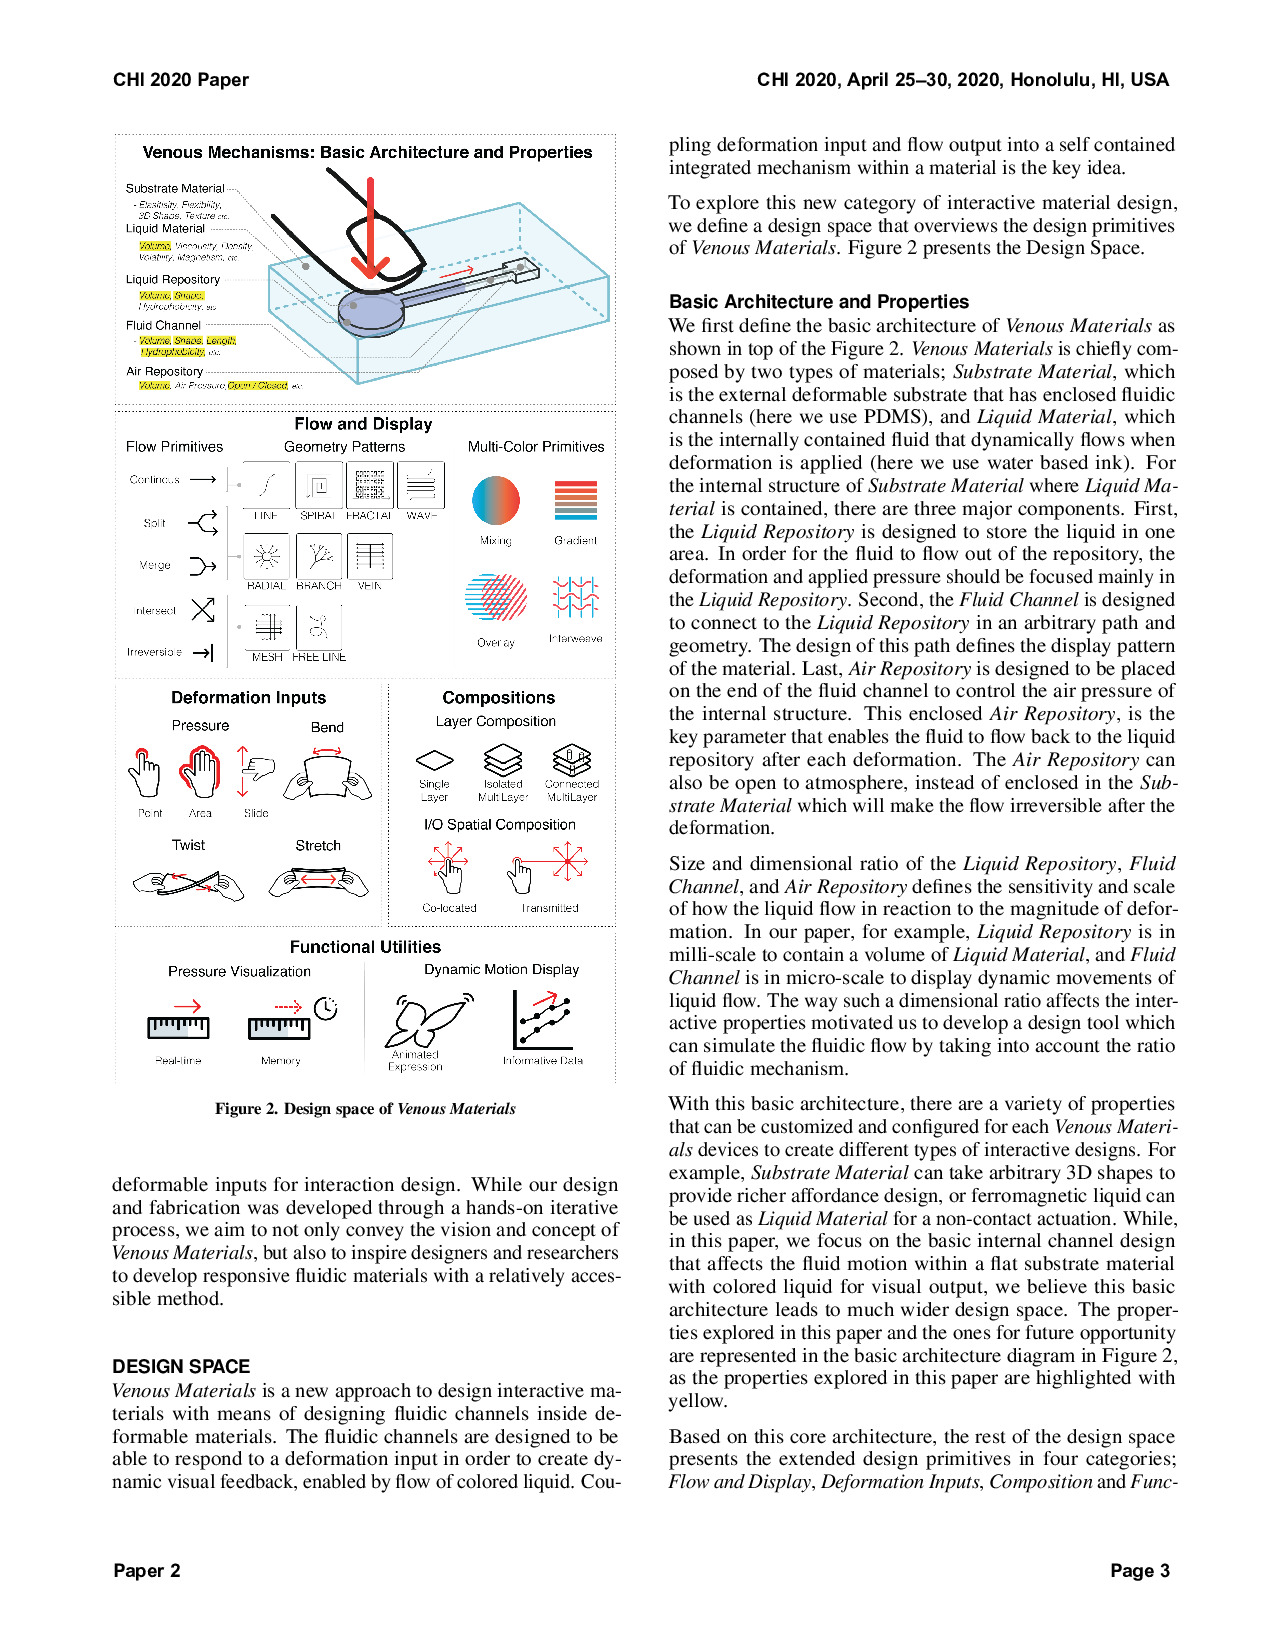 CHI 2020 Paper
CHI 2020, April 25–30, 2020, Honolulu, HI, USA
Venous Mechanisms: Basic Architecture and Properties
Substrate Material
- Elasticity, Flexibility,
3D Shape, Texture etc.
Liquid Material
Volume, Viscousity, Density,
Volatility, Magnetism, etc.
Liquid Repository
Volume, Shape,
Hydrophobicity, etc
Fluid Channel
- Volume, Shape, Length,
Hydrophobicity, etc.
Air Repository
Volume, Air Pressure, Open / Closed, etc
Flow and Display
Flow Primitives
Geometry Patterns
Multi-Color Primitives
Continous
Split
Merge
Intersect
Irreversible
LINE SPIRAL FRACTAL WAVE
RADIAL BRANCH VEIN
MESH FREE LINE
Mixing
Gradient
Overlay
Interweave
Deformation Inputs
Pressure
Bend
Point
Area
Slide
Twist
Stretch
Compositions
Layer Composition
Single
Layer
Isolated
MultiLayer
Connected
MultiLayer
I/O Spatial Composition
Co-located
Transmitted
Functional Utilities
Pressure Visualization
Dynamic Motion Display
Real-time
Memory
Animated
Expression
Informative Data
Figure 2. Design space of Venous Materials
deformable inputs for interaction design. While our design
and fabrication was developed through a hands-on iterative
process, we aim to not only convey the vision and concept of
Venous Materials, but also to inspire designers and researchers
to develop responsive fluidic materials with a relatively acces-
sible method.
DESIGN SPACE
Venous Materials is a new approach to design interactive ma-
terials with means of designing fluidic channels inside de-
formable materials. The fluidic channels are designed to be
able to respond to a deformation input in order to create dy-
namic visual feedback, enabled by flow of colored liquid. Cou-
pling deformation input and flow output into a self contained
integrated mechanism within a material is the key idea.
To explore this new category of interactive material design,
we define a design space that overviews the design primitives
of Venous Materials. Figure 2 presents the Design Space.
Basic Architecture and Properties
We first define the basic architecture of Venous Materials as
shown in top of the Figure 2. Venous Materials is chiefly com-
posed by two types of materials; Substrate Material, which
is the external deformable substrate that has enclosed fluidic
channels (here we use PDMS), and Liquid Material, which
is the internally contained fluid that dynamically flows when
deformation is applied (here we use water based ink). For
the internal structure of Substrate Material where Liquid Ma-
terial is contained, there are three major components. First,
the Liquid Repository is designed to store the liquid in one
area. In order for the fluid to flow out of the repository, the
deformation and applied pressure should be focused mainly in
the Liquid Repository. Second, the Fluid Channel is designed
to connect to the Liquid Repository in an arbitrary path and
geometry. The design of this path defines the display pattern
of the material. Last, Air Repository is designed to be placed
on the end of the fluid channel to control the air pressure of
the internal structure. This enclosed Air Repository, is the
key parameter that enables the fluid to flow back to the liquid
repository after each deformation. The Air Repository can
also be open to atmosphere, instead of enclosed in the Sub-
strate Material which will make the flow irreversible after the
deformation.
Size and dimensional ratio of the Liquid Repository, Fluid
Channel, and Air Repository defines the sensitivity and scale
of how the liquid flow in reaction to the magnitude of defor-
mation. In our paper, for example, Liquid Repository is in
milli-scale to contain a volume of Liquid Material, and Fluid
Channel is in micro-scale to display dynamic movements of
liquid flow. The way such a dimensional ratio affects the inter-
active properties motivated us to develop a design tool which
can simulate the fluidic flow by taking into account the ratio
of fluidic mechanism.
With this basic architecture, there are a variety of properties
that can be customized and configured for each Venous Materi-
als devices to create different types of interactive designs. For
example, Substrate Material can take arbitrary 3D shapes to
provide richer affordance design, or ferromagnetic liquid can
be used as Liquid Material for a non-contact actuation. While,
in this paper, we focus on the basic internal channel design
that affects the fluid motion within a flat substrate material
with colored liquid for visual output, we believe this basic
architecture leads to much wider design space. The proper-
ties explored in this paper and the ones for future opportunity
are represented in the basic architecture diagram in Figure 2,
as the properties explored in this paper are highlighted with
yellow.
Based on this core architecture, the rest of the design space
presents the extended design primitives in four categories;
Flow and Display, Deformation Inputs, Composition and Func-
Paper 2
Page 3